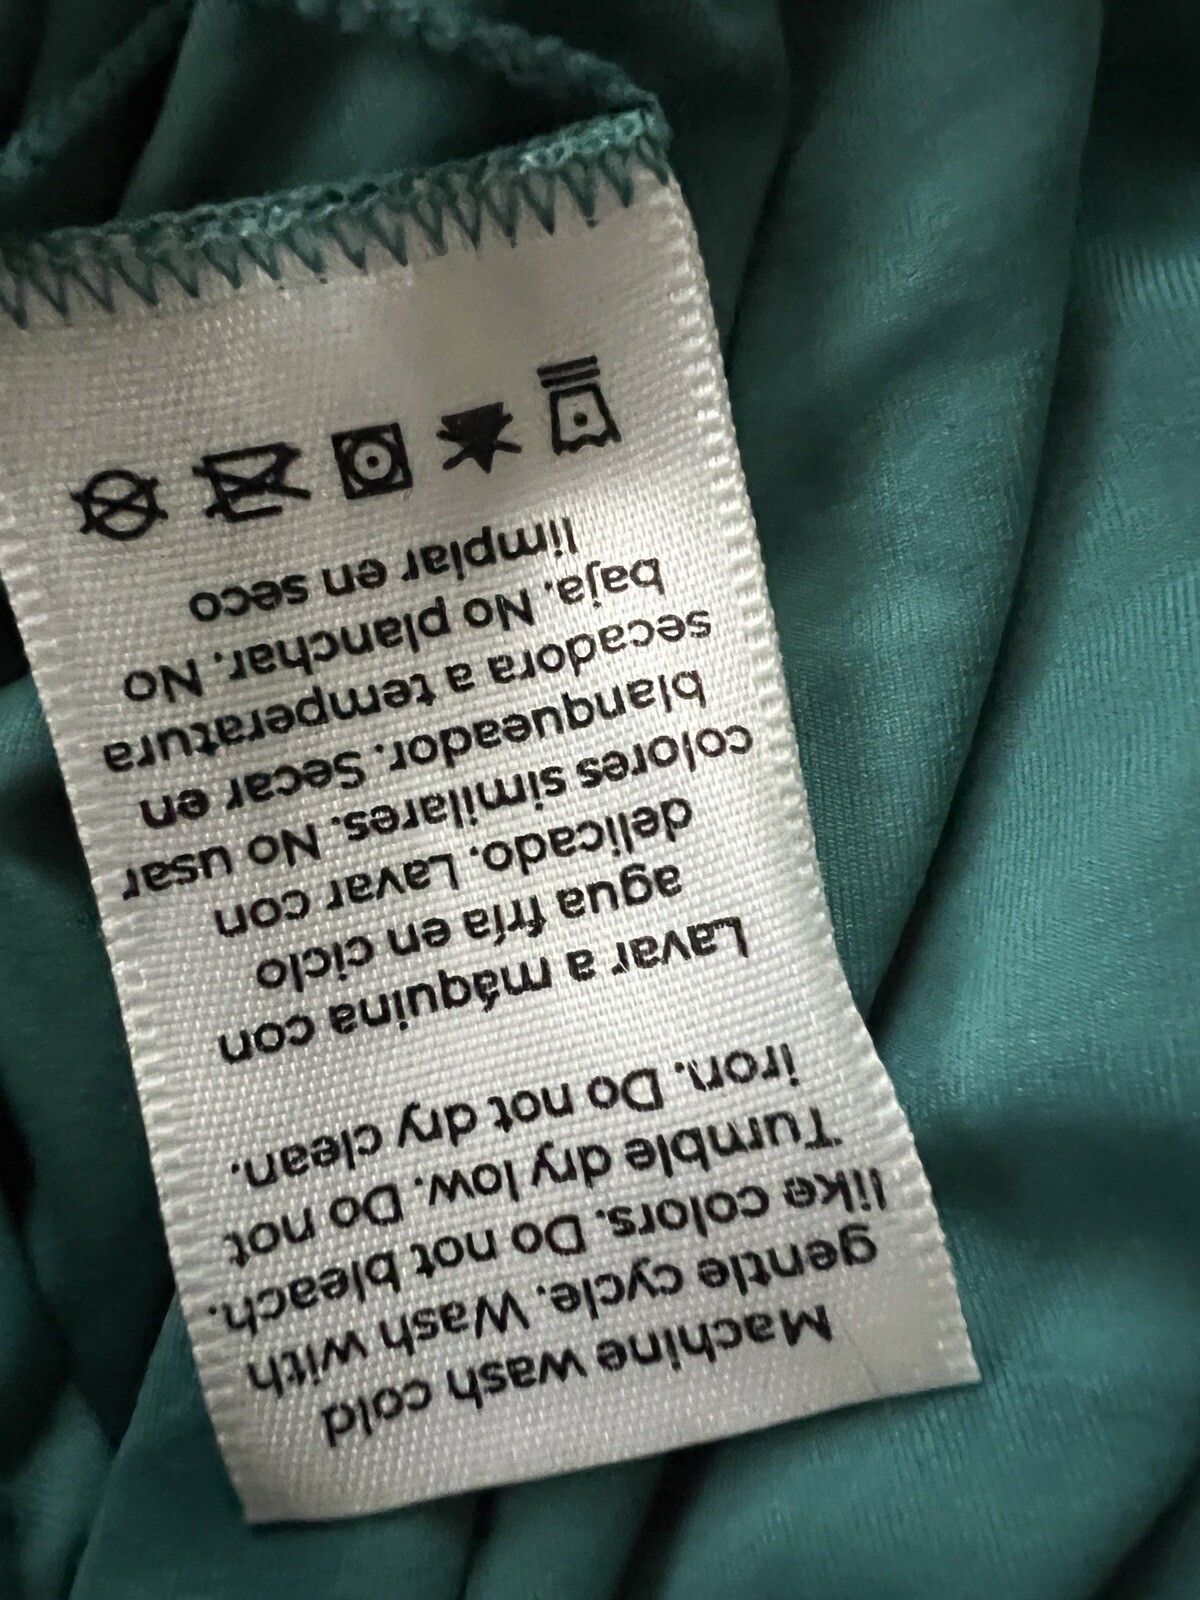 Machine wash cold
gentle cycle. Wash with
like colors. Do not bleach.
Tumble dry low. Do not
iron. Do not dry clean.
Lavar a máquina con
agua fría en ciclo
delicado. Lavar con
colores similares. No usar
blanqueador. Secar en
secadora a temperatura
baja. No planchar. No
limpiar en seco